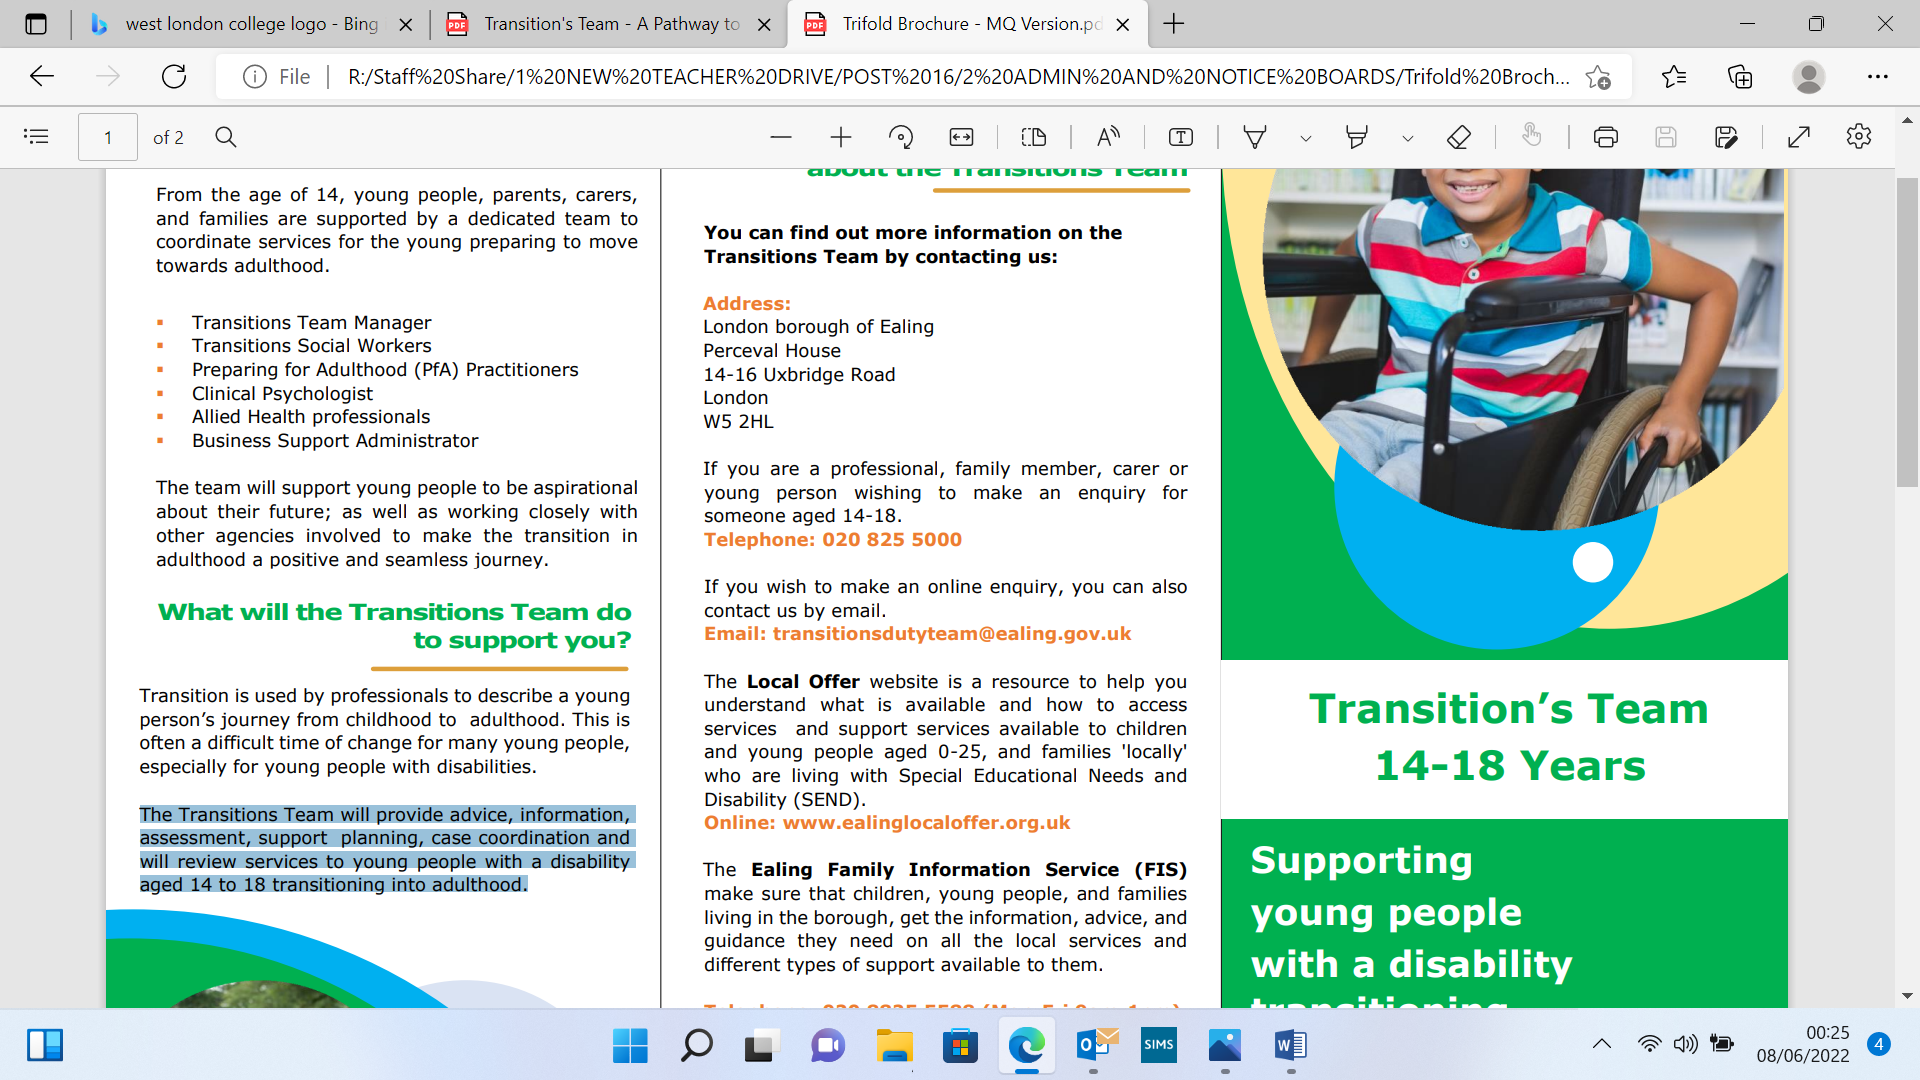 west london college logo - Bing
Transition's Team - A Pathway to
Trifold Brochure - MQ Version.pd
File
R:/Staff%20Share/1%20NEW%20TEACHER%20DRIVE/POST%2016/2%20ADMIN%20AND%20NOTICE%20BOARDS/Trifold%20Broch...
1 of 2
From the age of 14, young people, parents, carers,
and families are supported by a dedicated team to
coordinate services for the young preparing to move
towards adulthood.
Transitions Team Manager
Transitions Social Workers
Preparing for Adulthood (PfA) Practitioners
Clinical Psychologist
Allied Health professionals
Business Support Administrator
The team will support young people to be aspirational
about their future; as well as working closely with
other agencies involved to make the transition in
adulthood a positive and seamless journey.
What will the Transitions Team do
to support you?
Transition is used by professionals to describe a young
person's journey from childhood to adulthood. This is
often a difficult time of change for many young people,
especially for young people with disabilities.
The Transitions Team will provide advice, information,
assessment, support planning, case coordination and
will review services to young people with a disability
aged 14 to 18 transitioning into adulthood.
about the Transitions Team
You can find out more information on the
Transitions Team by contacting us:
Address:
London borough of Ealing
Perceval House
14-16 Uxbridge Road
London
W5 2HL
If you are a professional, family member, carer or
young person wishing to make an enquiry for
someone aged 14-18.
Telephone: 020 825 5000
If you wish to make an online enquiry, you can also
contact us by email.
Email: transitionsdutyteam@ealing.gov.uk
The Local Offer website is a resource to help you
understand what is available and how to access
services and support services available to children
and young people aged 0-25, and families 'locally'
who are living with Special Educational Needs and
Disability (SEND).
Online: www.ealinglocaloffer.org.uk
The Ealing Family Information Service (FIS)
make sure that children, young people, and families
living in the borough, get the information, advice, and
guidance they need on all the local services and
different types of support available to them.
Transition's Team
14-18 Years
Supporting
young people
with a disability
transitioning
SIMS
00:25
08/06/2022
4